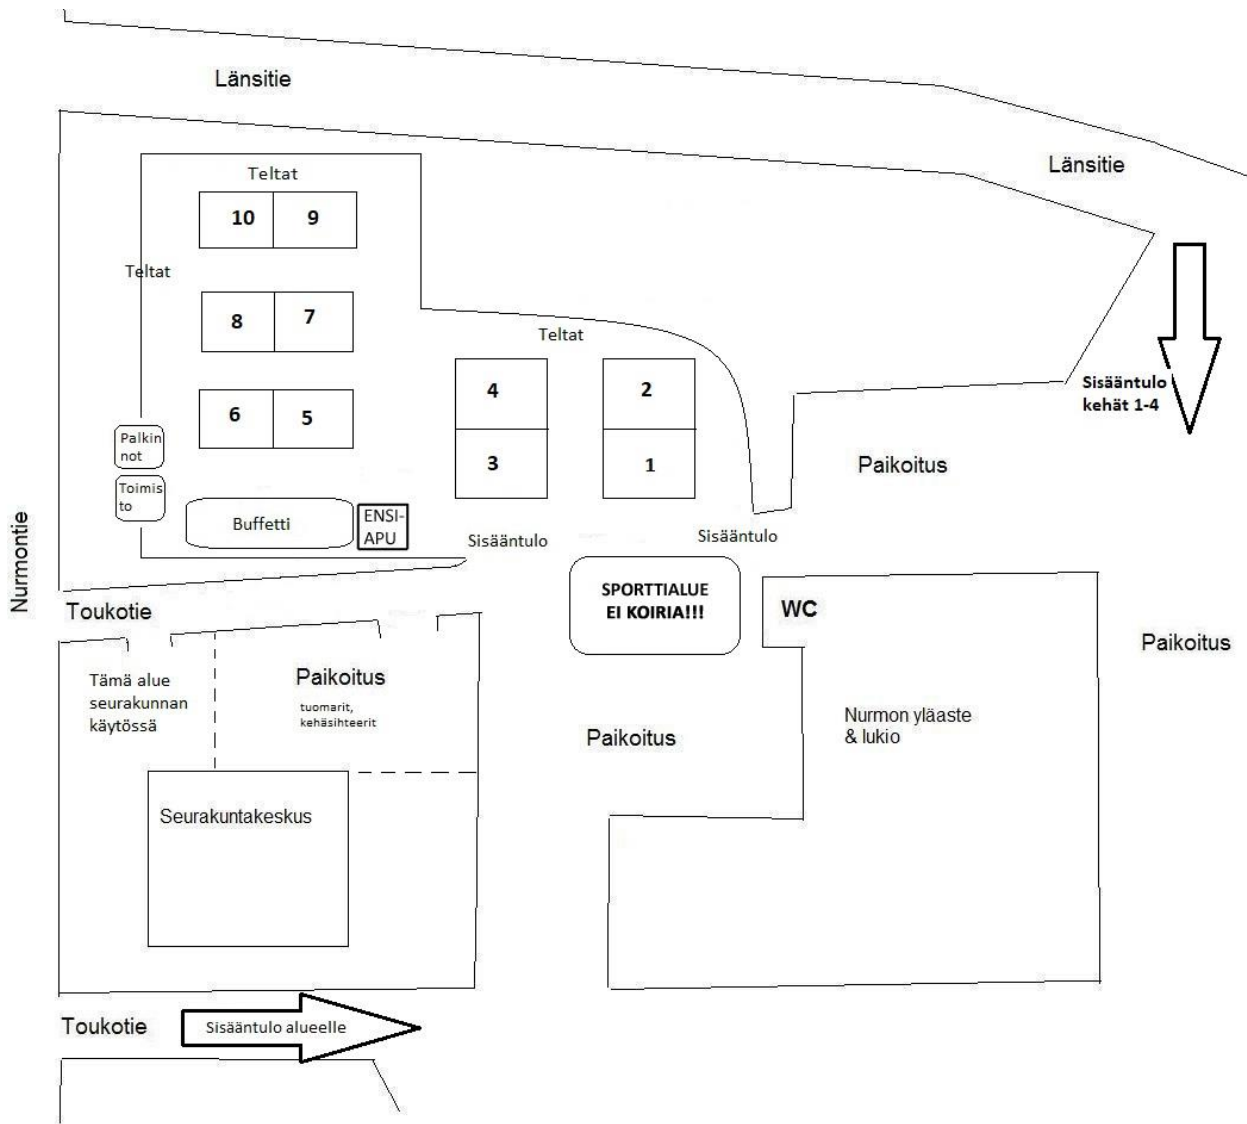 Länsitie
Länsitie
Teltat
10
9
Teltat
8
7
Teltat
4
2
Sisääntulo
kehät 1-4
6
5
Palkin
not
3
1
Paikoitus
Toimis
to
Buffetti
ENSI-
APU
Sisääntulo
Sisääntulo
Nurmontie
Toukotie
SPORTTIALUE
EI KOIRIA!!!
WC
Paikoitus
Tämä alue
seurakunnan
käytössä
Paikoitus
tuomarit,
kehäsihteerit
Paikoitus
Nurmon yläaste
& lukio
Seurakuntakeskus
Toukotie
Sisääntulo alueelle